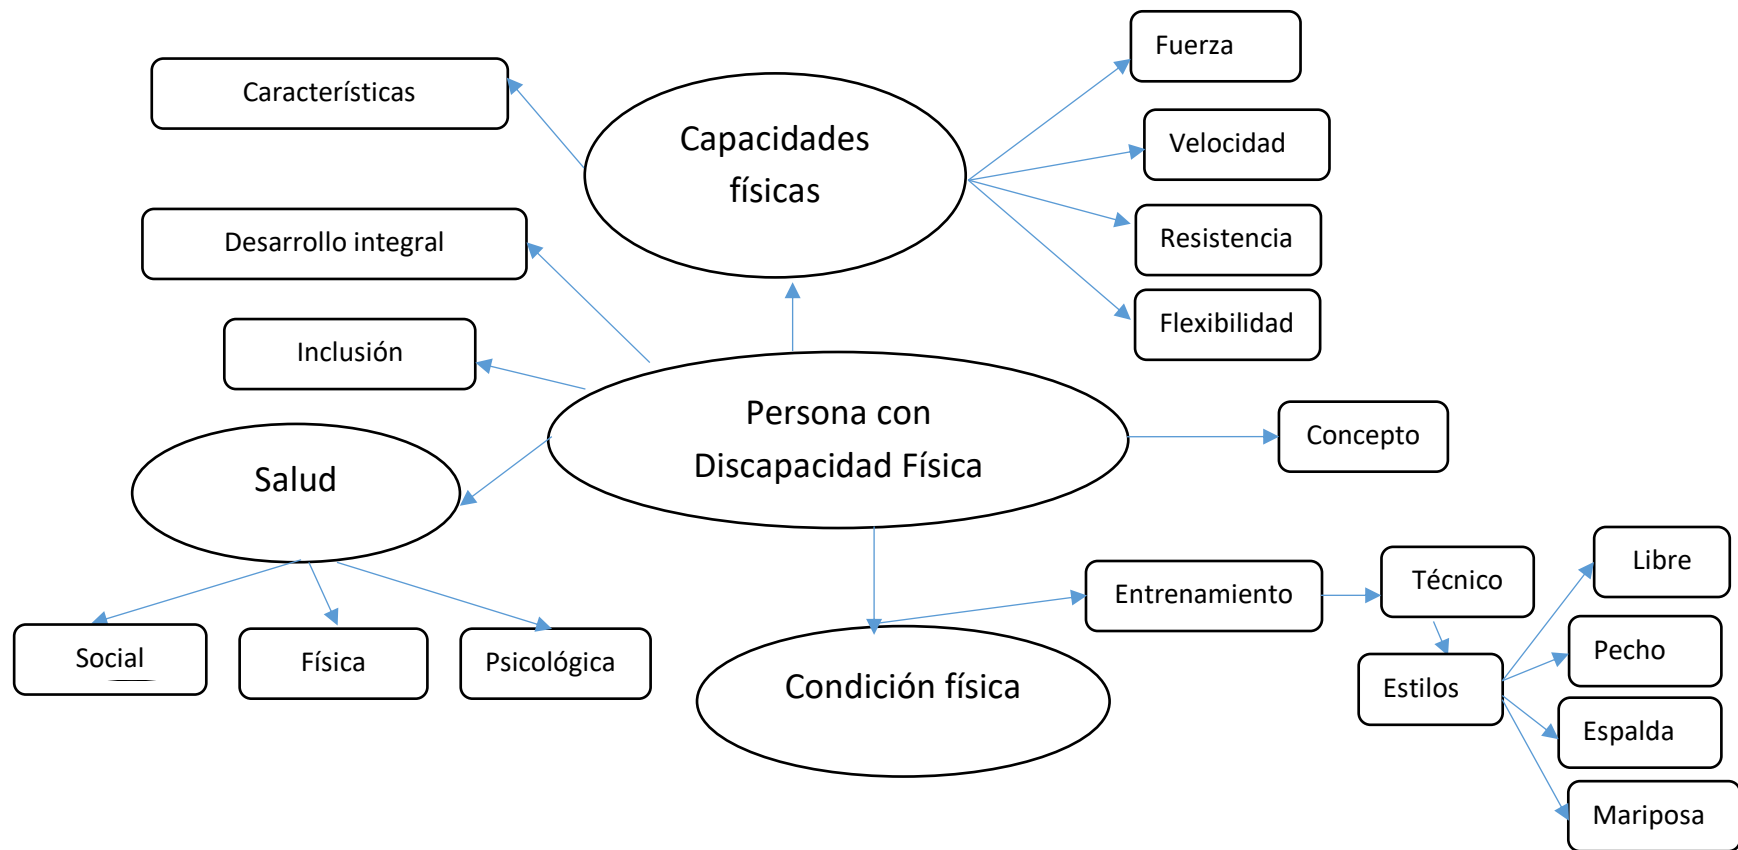 Fuerza
Características
Capacidades
físicas
Velocidad
Desarrollo integral
Resistencia
Flexibilidad
Inclusión
Persona con
Discapacidad Física
Concepto
Salud
Entrenamiento
Técnico
Libre
Social
Física
Psicológica
Condición física
Estilos
Pecho
Espalda
Mariposa